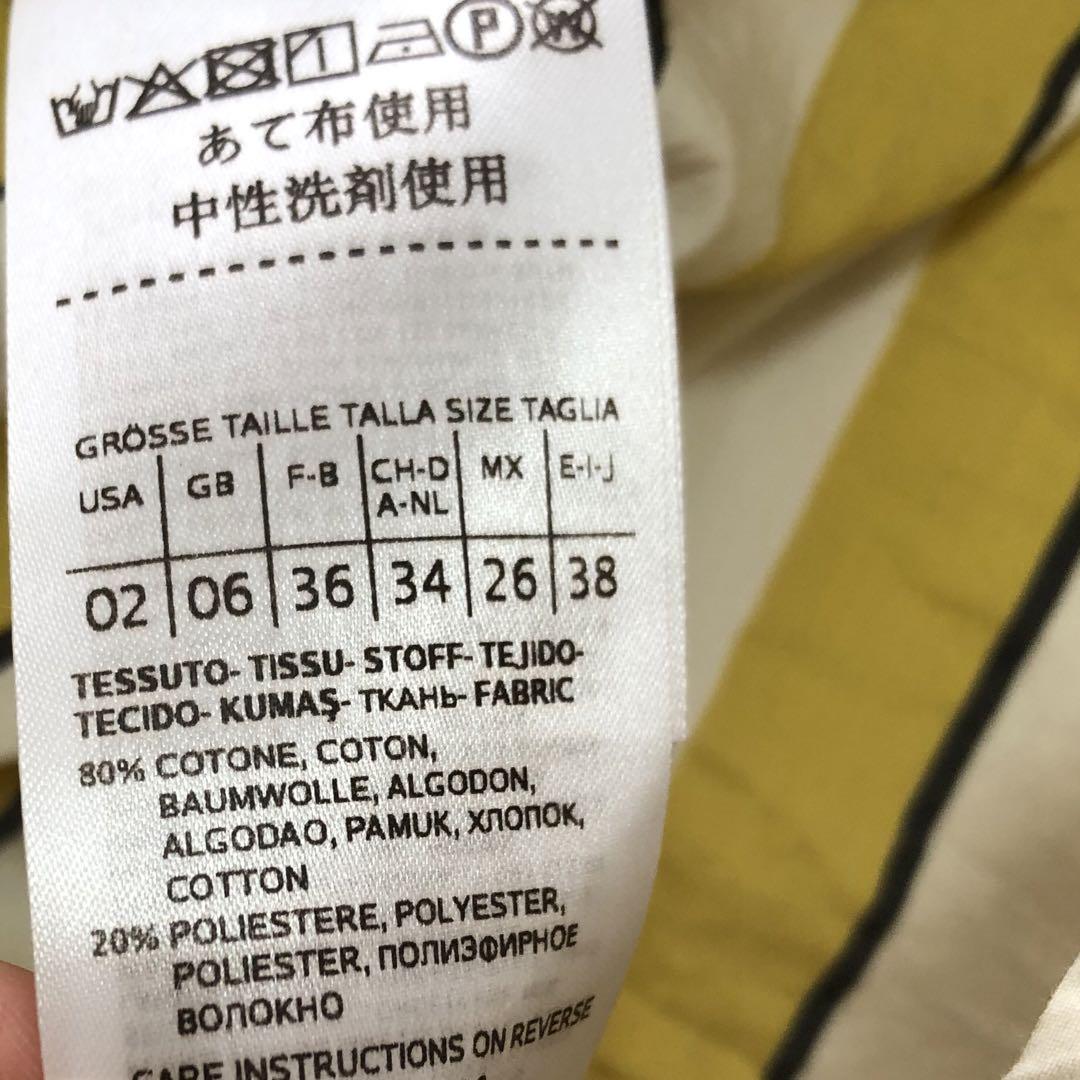 P W
あて布使用
中性洗剤使用
GRÖSSE TAILLE TALLA SIZE TAGLIA
USA GB F-B CH-D A-NL MX E-I-J
02 06 36 34 26 38
TESSUTO- TISSU- STOFF- TEJIDO-
TECIDO- KUMAŞ- ТКАНЬ- FABRIC
80% COTONE, COTON,
BAUMWOLLE, ALGODON,
ALGODAO, PAMUK, ХЛОПОК,
COTTON
20% POLIESTERE, POLYESTER,
POLIESTER, ПОЛИЭФИРНОЕ
ВОЛОКНО
CARE INSTRUCTIONS ON REVERSE